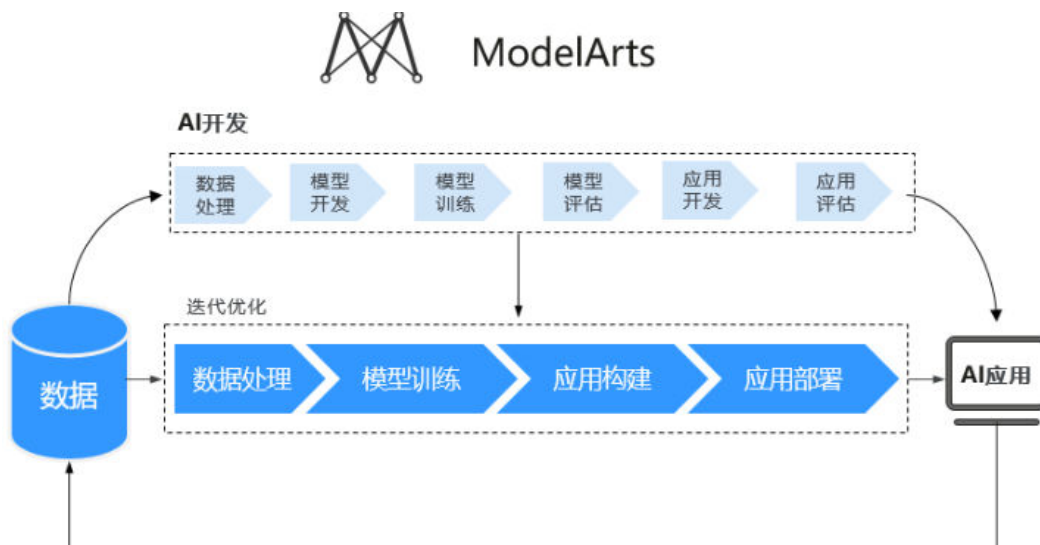 ModelArts
AI开发
数据
处理
模型
开发
模型
训练
模型
评估
应用
开发
应用
评估
迭代优化
数据
数据处理
模型训练
应用构建
应用部署
AI应用